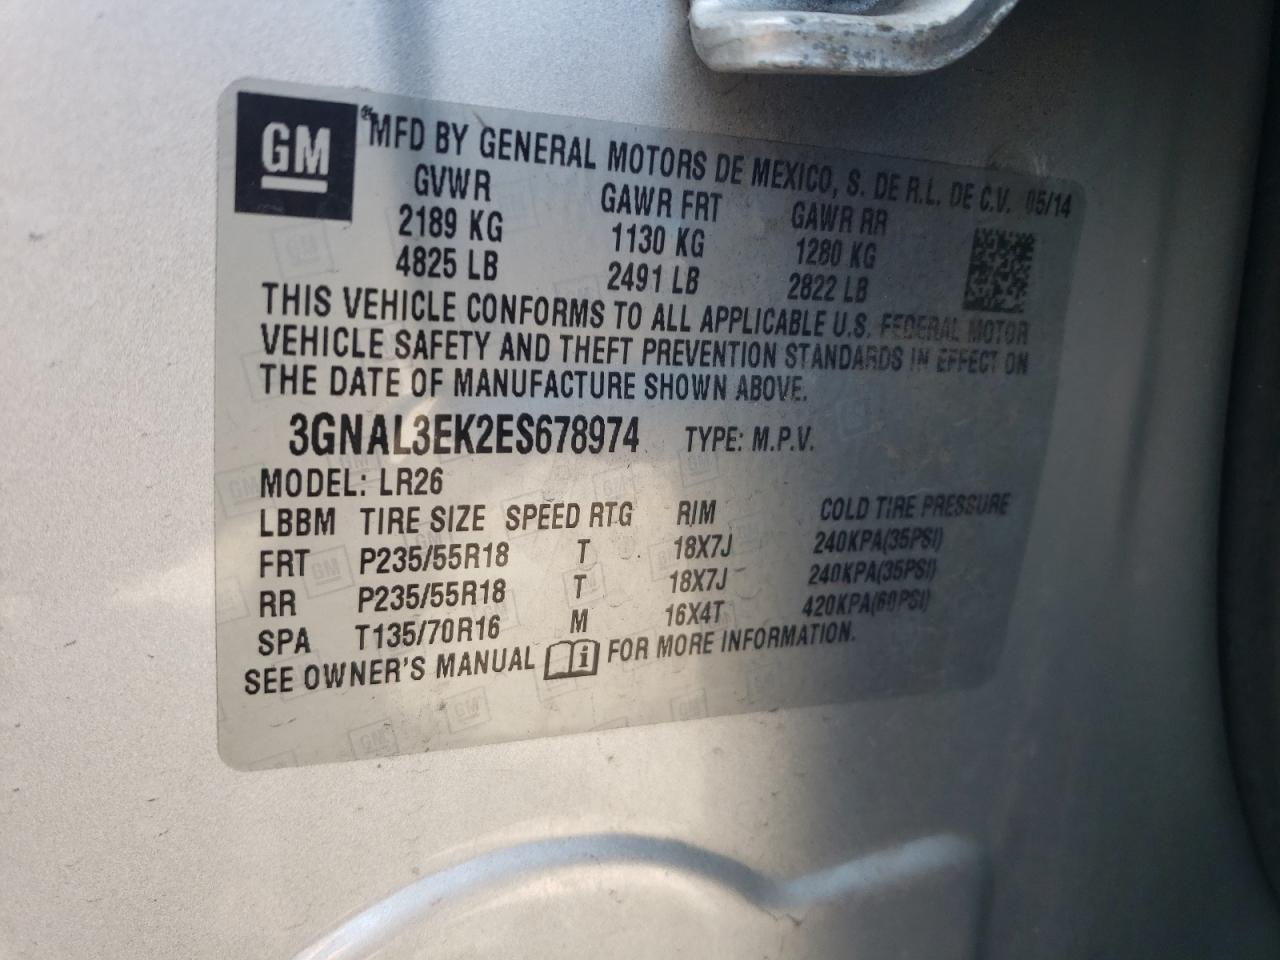 GM
MFD BY GENERAL MOTORS DE MEXICO, S. DE R.L. DE C.V. 05/14
GVWR GAWR FRT GAWR RR
2189 KG 1130 KG 1280 KG
4825 LB 2491 LB 2822 LB
THIS VEHICLE CONFORMS TO ALL APPLICABLE U.S. FEDERAL MOTOR
VEHICLE SAFETY AND THEFT PREVENTION STANDARDS IN EFFECT ON
THE DATE OF MANUFACTURE SHOWN ABOVE.
3GNAL3EK2ES678974 TYPE: M.P.V.
MODEL: LR26
LBBM TIRE SIZE SPEED RTG RIM COLD TIRE PRESSURE
FRT P235/55R18 T 18X7J 240KPA(35PSI)
RR P235/55R18 T 18X7J 240KPA(35PSI)
SPA T135/70R16 M 16X4T 420KPA(60PSI)
SEE OWNER'S MANUAL i FOR MORE INFORMATION.